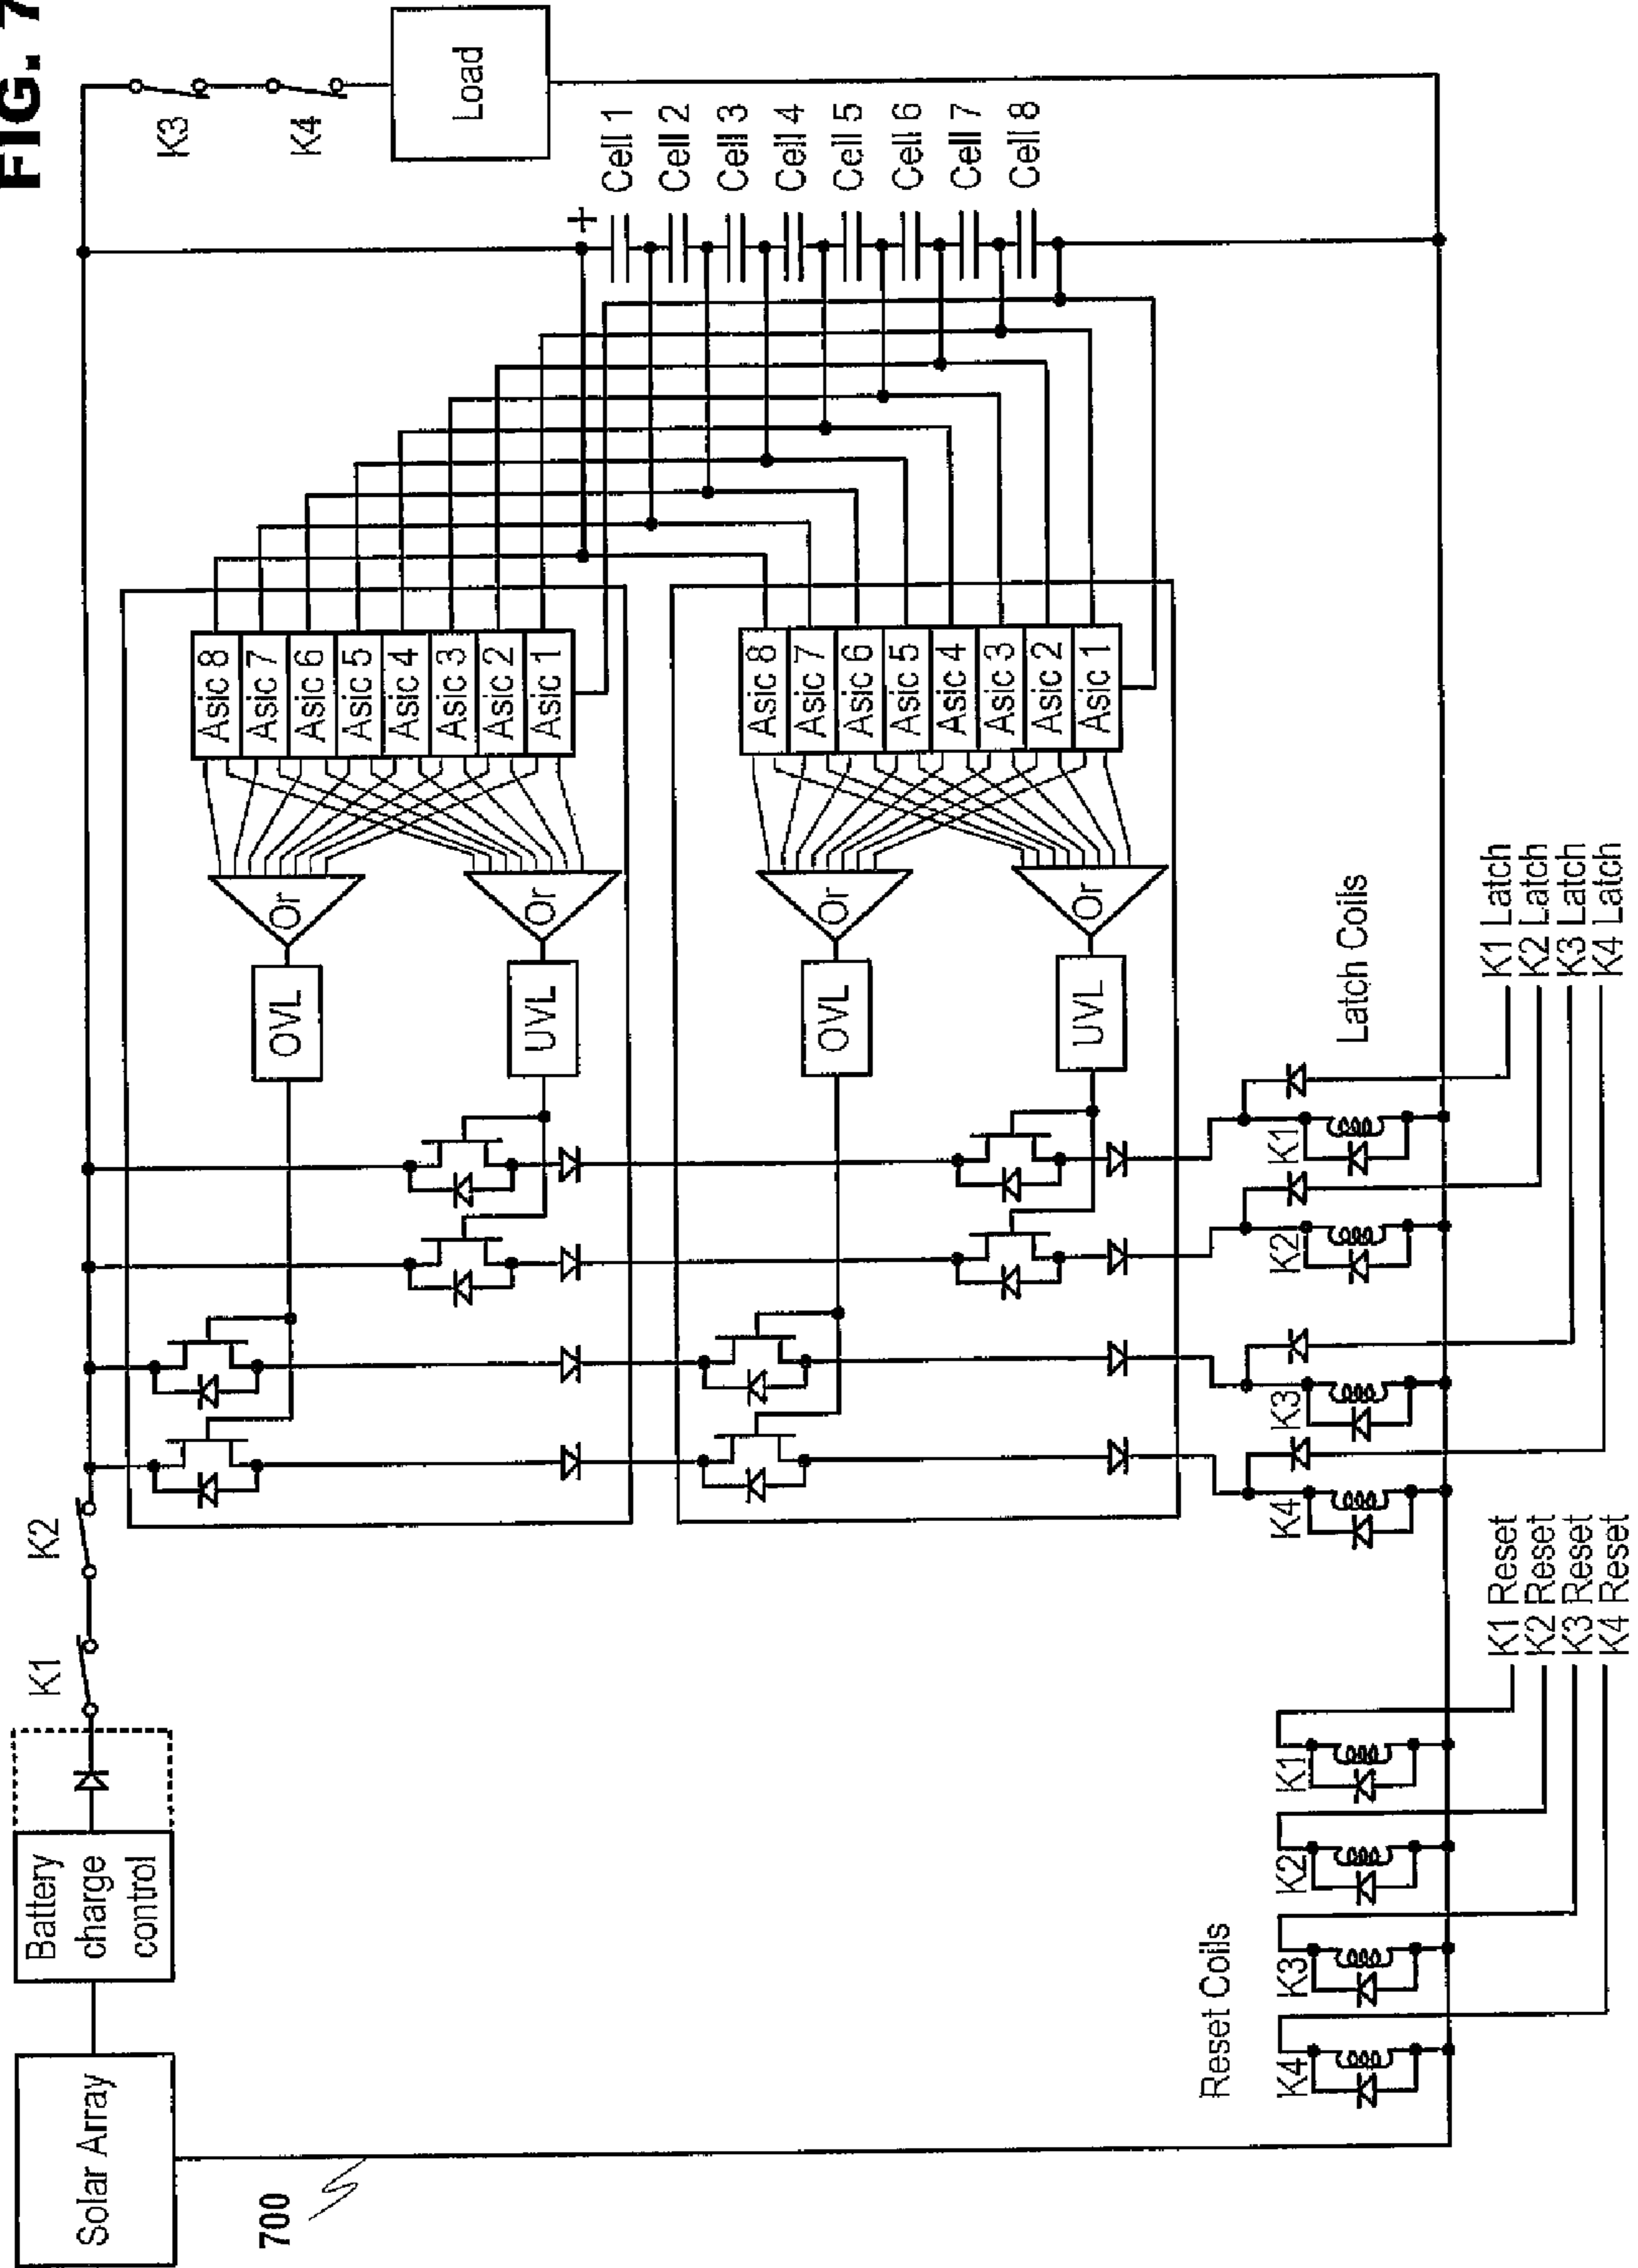 FIG. 7
Solar Array
Battery
charge
control
K1
K2
K3
K4
Load
700
Asic 8
Asic 7
Asic 6
Asic 5
Asic 4
Asic 3
Asic 2
Asic 1
Or
Or
OVL
UVL
Asic 8
Asic 7
Asic 6
Asic 5
Asic 4
Asic 3
Asic 2
Asic 1
Or
Or
OVL
UVL
+
Cell 1
Cell 2
Cell 3
Cell 4
Cell 5
Cell 6
Cell 7
Cell 8
Reset Coils
K4
K3
K2
K1
K1 Reset
K2 Reset
K3 Reset
K4 Reset
Latch Coils
K4
K3
K2
K1
K1 Latch
K2 Latch
K3 Latch
K4 Latch